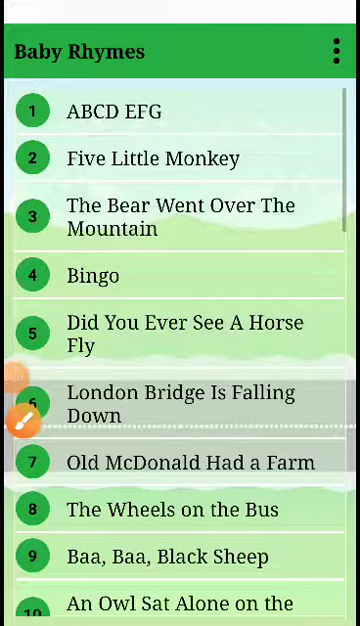 Baby Rhymes
1 ABCD EFG
2 Five Little Monkey
3 The Bear Went Over The
Mountain
4 Bingo
5 Did You Ever See A Horse
Fly
6 London Bridge Is Falling
Down
7 Old McDonald Had a Farm
8 The Wheels on the Bus
9 Baa, Baa, Black Sheep
10 An Owl Sat Alone on the